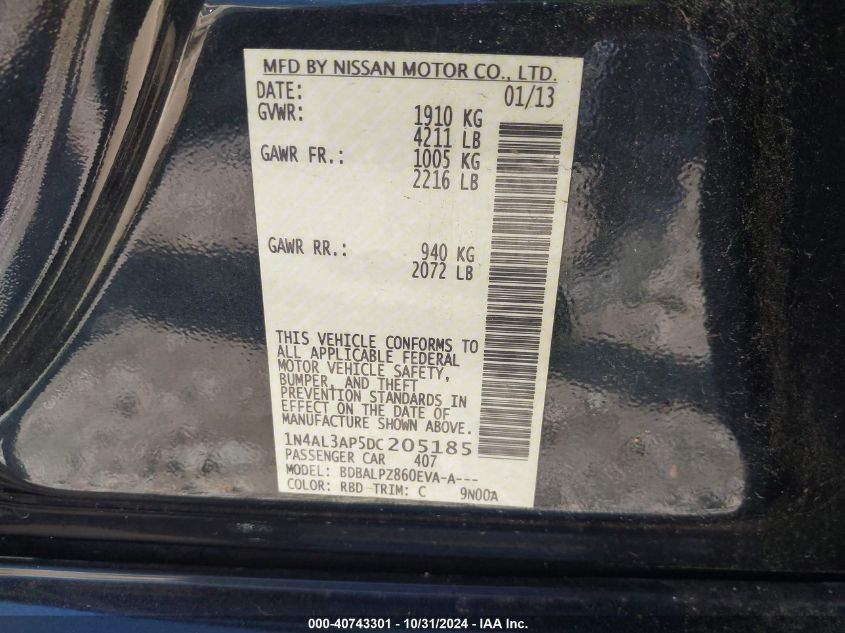 MFD BY NISSAN MOTOR CO., LTD.
DATE: 01/13
GVWR: 1910 KG
4211 LB
GAWR FR.: 1005 KG
2216 LB
GAWR RR.: 940 KG
2072 LB
THIS VEHICLE CONFORMS TO
ALL APPLICABLE FEDERAL
MOTOR VEHICLE SAFETY,
BUMPER, AND THEFT
PREVENTION STANDARDS IN
EFFECT ON THE DATE OF
MANUFACTURE SHOWN ABOVE.
1N4AL3AP5DC205185
PASSENGER CAR 407
MODEL: BDBALPZ860EVA-A---
COLOR: RBD TRIM: C 9N00A
000-40743301 - 10/31/2024 - IAA Inc.